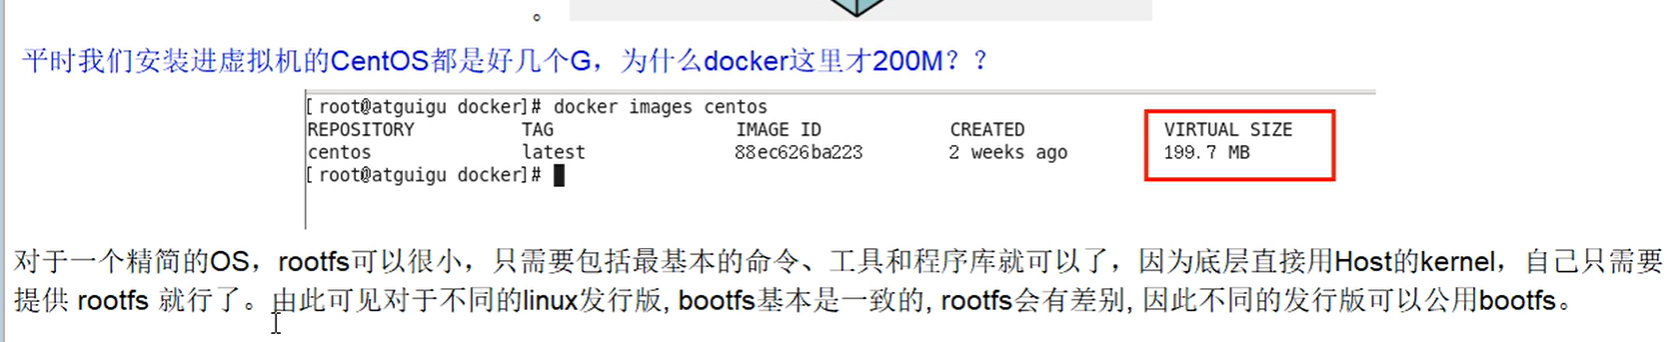 。
平时我们安装进虚拟机的CentOS都是好几个G，为什么docker这里才200M？？
[root@atguigu docker]# docker images centos
REPOSITORY TAG IMAGE ID CREATED VIRTUAL SIZE
centos latest 88ec626ba223 2 weeks ago 199.7 MB
[root@atguigu docker]#
对于一个精简的OS，rootfs可以很小，只需要包括最基本的命令、工具和程序库就可以了，因为底层直接用Host的kernel，自己只需要
提供 rootfs 就行了。由此可见对于不同的linux发行版, bootfs基本是一致的, rootfs会有差别, 因此不同的发行版可以公用bootfs。